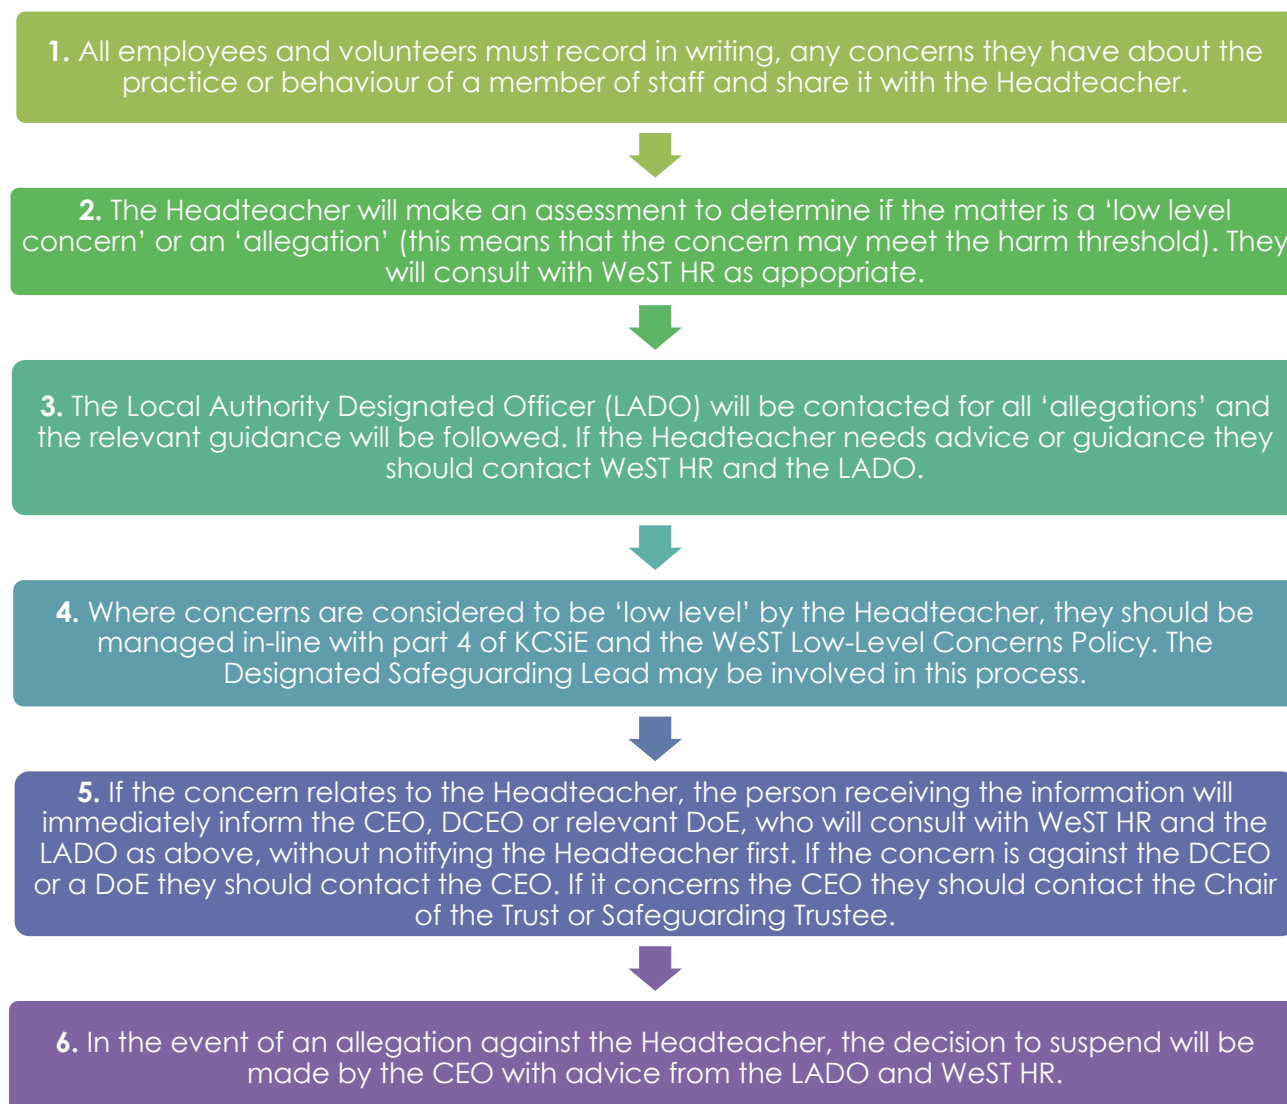 1. All employees and volunteers must record in writing, any concerns they have about the
practice or behaviour of a member of staff and share it with the Headteacher.
2. The Headteacher will make an assessment to determine if the matter is a ‘low level
concern’ or an ‘allegation’ (this means that the concern may meet the harm threshold). They
will consult with WeST HR as appopriate.
3. The Local Authority Designated Officer (LADO) will be contacted for all ‘allegations’ and
the relevant guidance will be followed. If the Headteacher needs advice or guidance they
should contact WeST HR and the LADO.
4. Where concerns are considered to be ‘low level’ by the Headteacher, they should be
managed in-line with part 4 of KCSiE and the WeST Low-Level Concerns Policy. The
Designated Safeguarding Lead may be involved in this process.
5. If the concern relates to the Headteacher, the person receiving the information will
immediately inform the CEO, DCEO or relevant DoE, who will consult with WeST HR and the
LADO as above, without notifying the Headteacher first. If the concern is against the DCEO
or a DoE they should contact the CEO. If it concerns the CEO they should contact the Chair
of the Trust or Safeguarding Trustee.
6. In the event of an allegation against the Headteacher, the decision to suspend will be
made by the CEO with advice from the LADO and WeST HR.